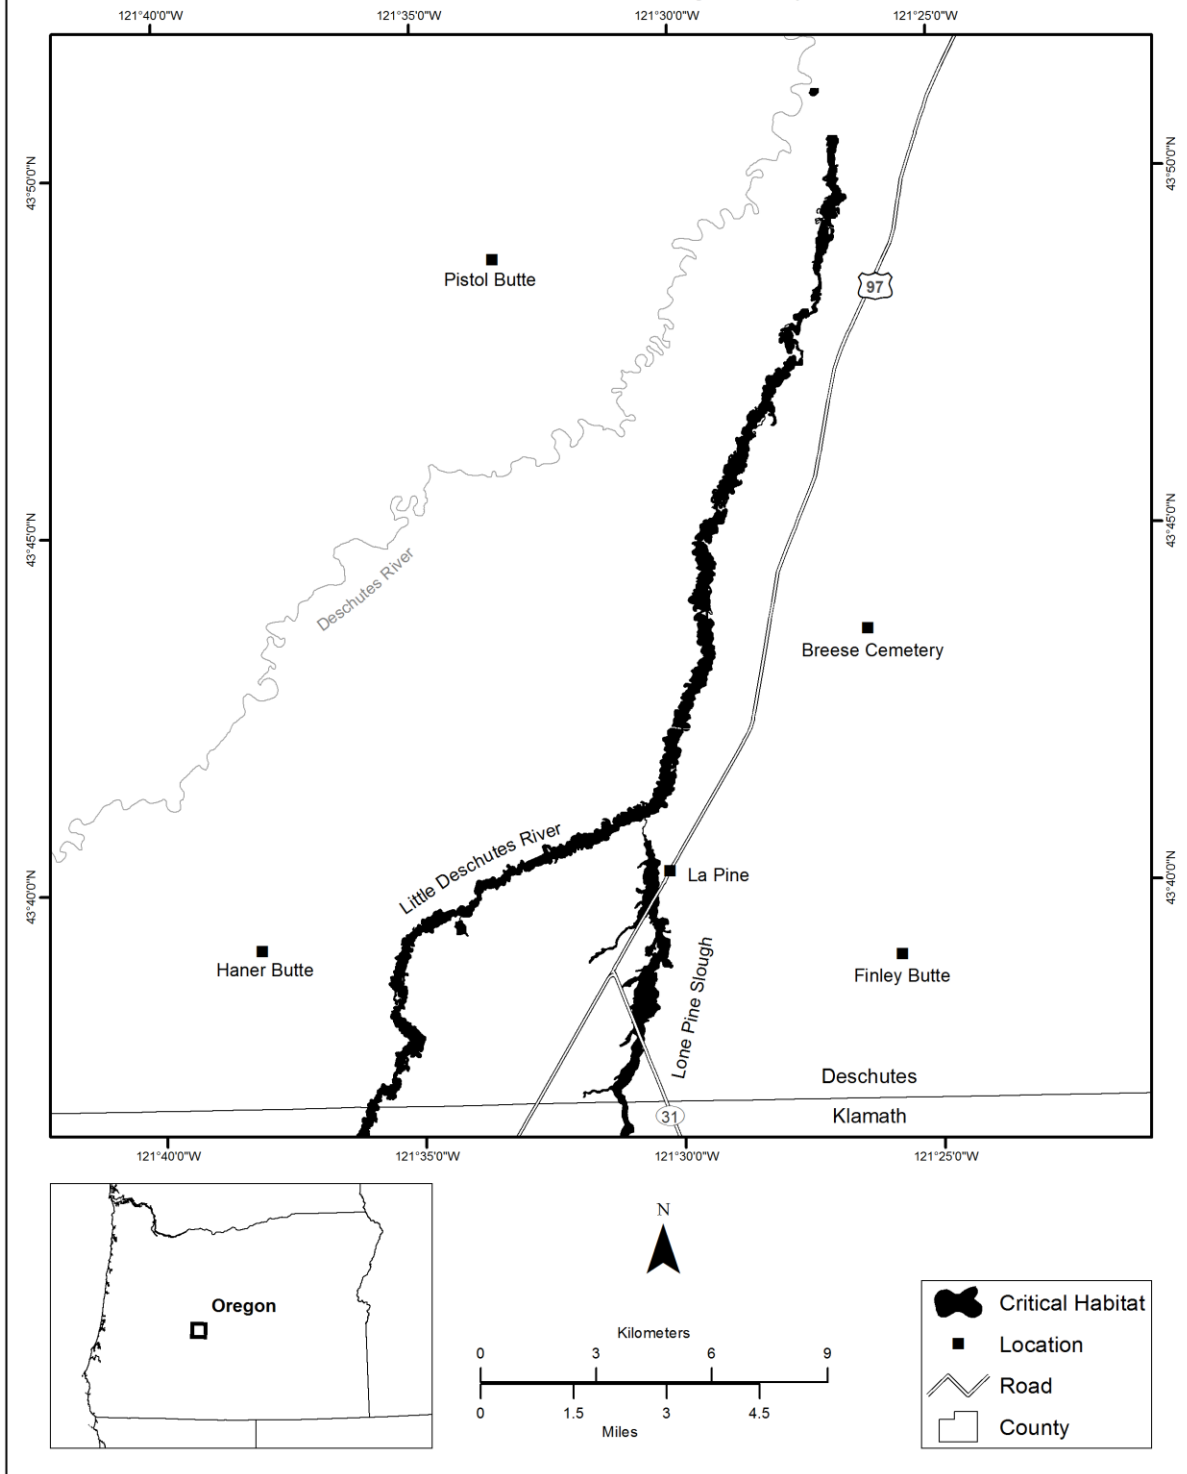 121°40'0"W 121°35'0"W 121°30'0"W 121°25'0"W
43°50'0"N
43°50'0"N
Pistol Butte
97
43°45'0"N
43°45'0"N
Deschutes River
Breese Cemetery
Little Deschutes River
La Pine
43°40'0"N
43°40'0"N
Haner Butte
Lone Pine Slough
Finley Butte
Deschutes
31
Klamath
121°40'0"W 121°35'0"W 121°30'0"W 121°25'0"W
Oregon
N
Kilometers
0 3 6 9
0 1.5 3 4.5
Miles
Critical Habitat
Location
Road
County